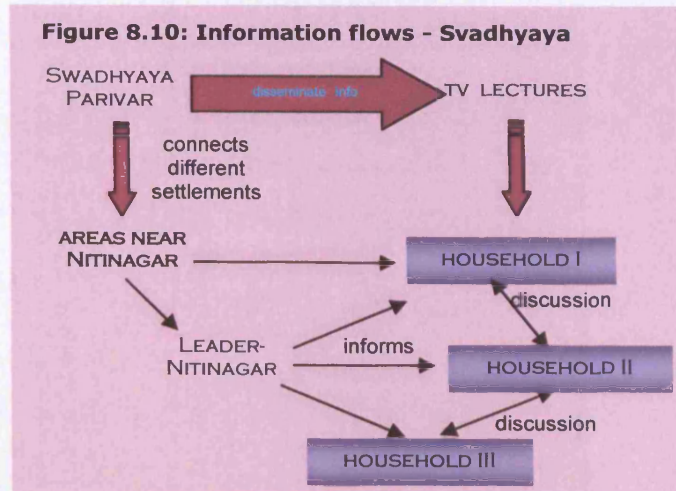 Figure 8.10: Information flows - Svadhyaya
SWADHYAYA
PARIVAR
disseminate info
TV LECTURES
connects
different
settlements
AREAS NEAR
NITINAGAR
HOUSEHOLD I
discussion
LEADER-
NITINAGAR
informs
HOUSEHOLD II
discussion
HOUSEHOLD III